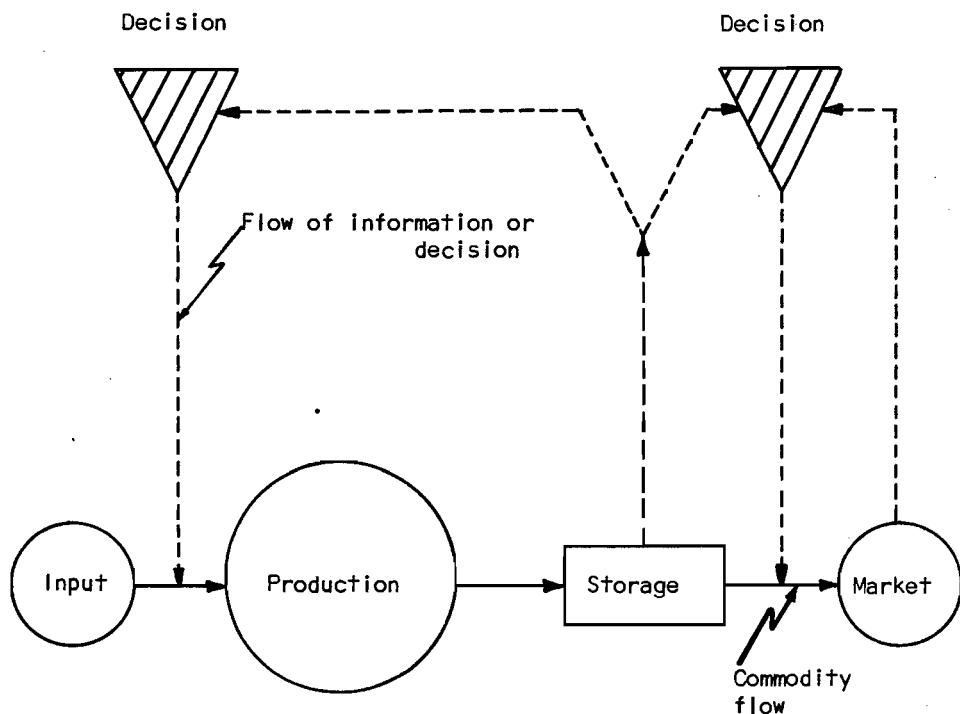 Decision
Decision
Flow of information or
decision
Input
Production
Storage
Market
Commodity
flow